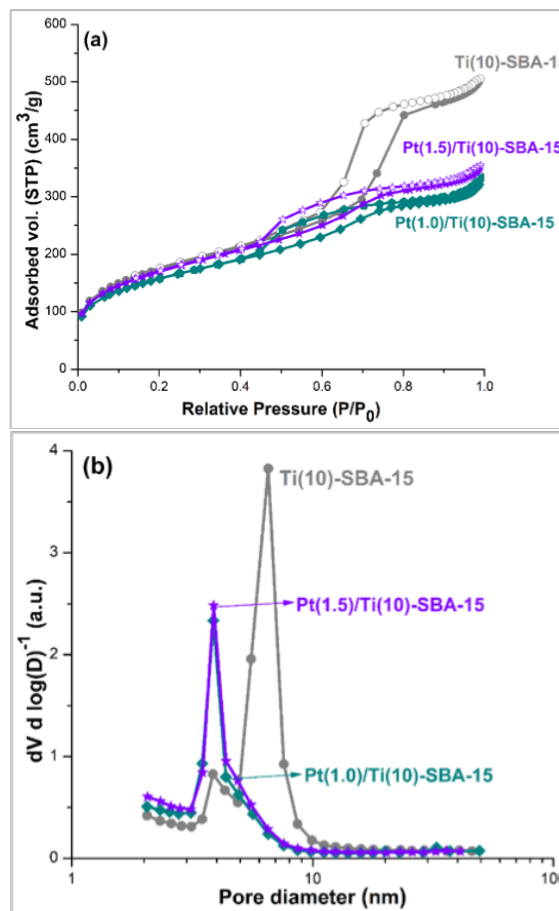 (a)
600
500
400
300
200
100
0
Adsorbed vol. (STP) (cm³/g)
Ti(10)-SBA-1
Pt(1.5)/Ti(10)-SBA-15
Pt(1.0)/Ti(10)-SBA-15
0.0 0.2 0.4 0.6 0.8 1.0
Relative Pressure (P/P₀)
(b)
4
3
2
1
0
dV d log(D)⁻¹ (a.u.)
Ti(10)-SBA-15
Pt(1.5)/Ti(10)-SBA-15
Pt(1.0)/Ti(10)-SBA-15
1 10 100
Pore diameter (nm)